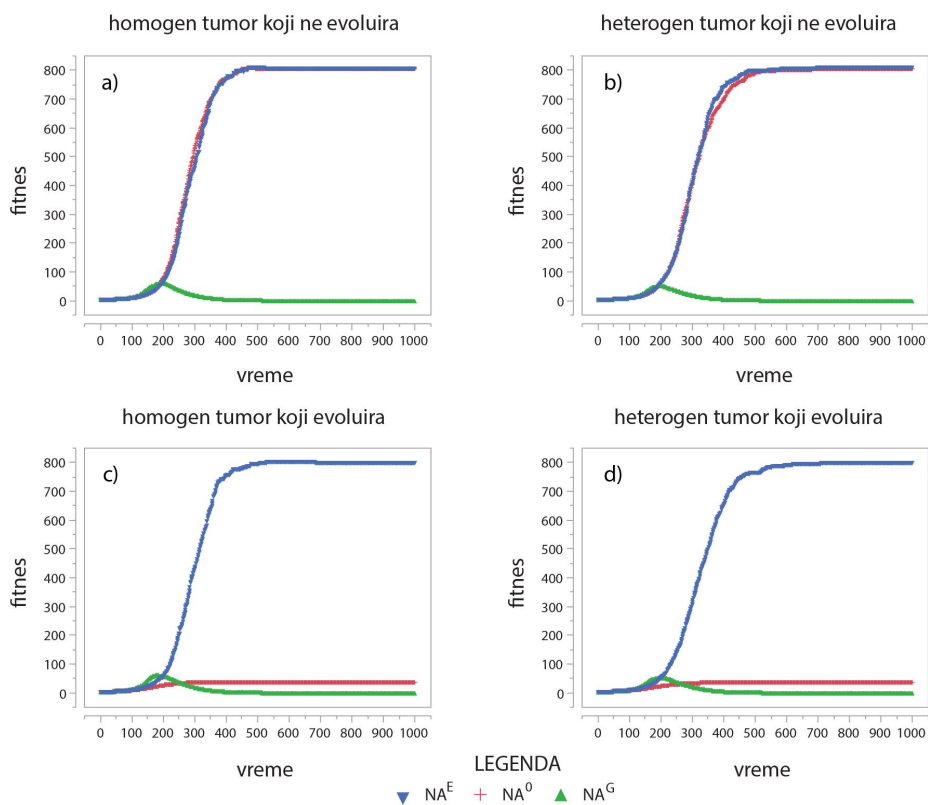 homogen tumor koji ne evoluira
heterogen tumor koji ne evoluira
a)
800
700
600
500
400
300
200
100
0
fitnes
0 100 200 300 400 500 600 700 800 900 1000
vreme
b)
800
700
600
500
400
300
200
100
0
fitnes
0 100 200 300 400 500 600 700 800 900 1000
vreme
homogen tumor koji evoluira
heterogen tumor koji evoluira
c)
800
700
600
500
400
300
200
100
0
fitnes
0 100 200 300 400 500 600 700 800 900 1000
vreme
d)
800
700
600
500
400
300
200
100
0
fitnes
0 100 200 300 400 500 600 700 800 900 1000
vreme
LEGENDA
NA^E NA^0 NA^G